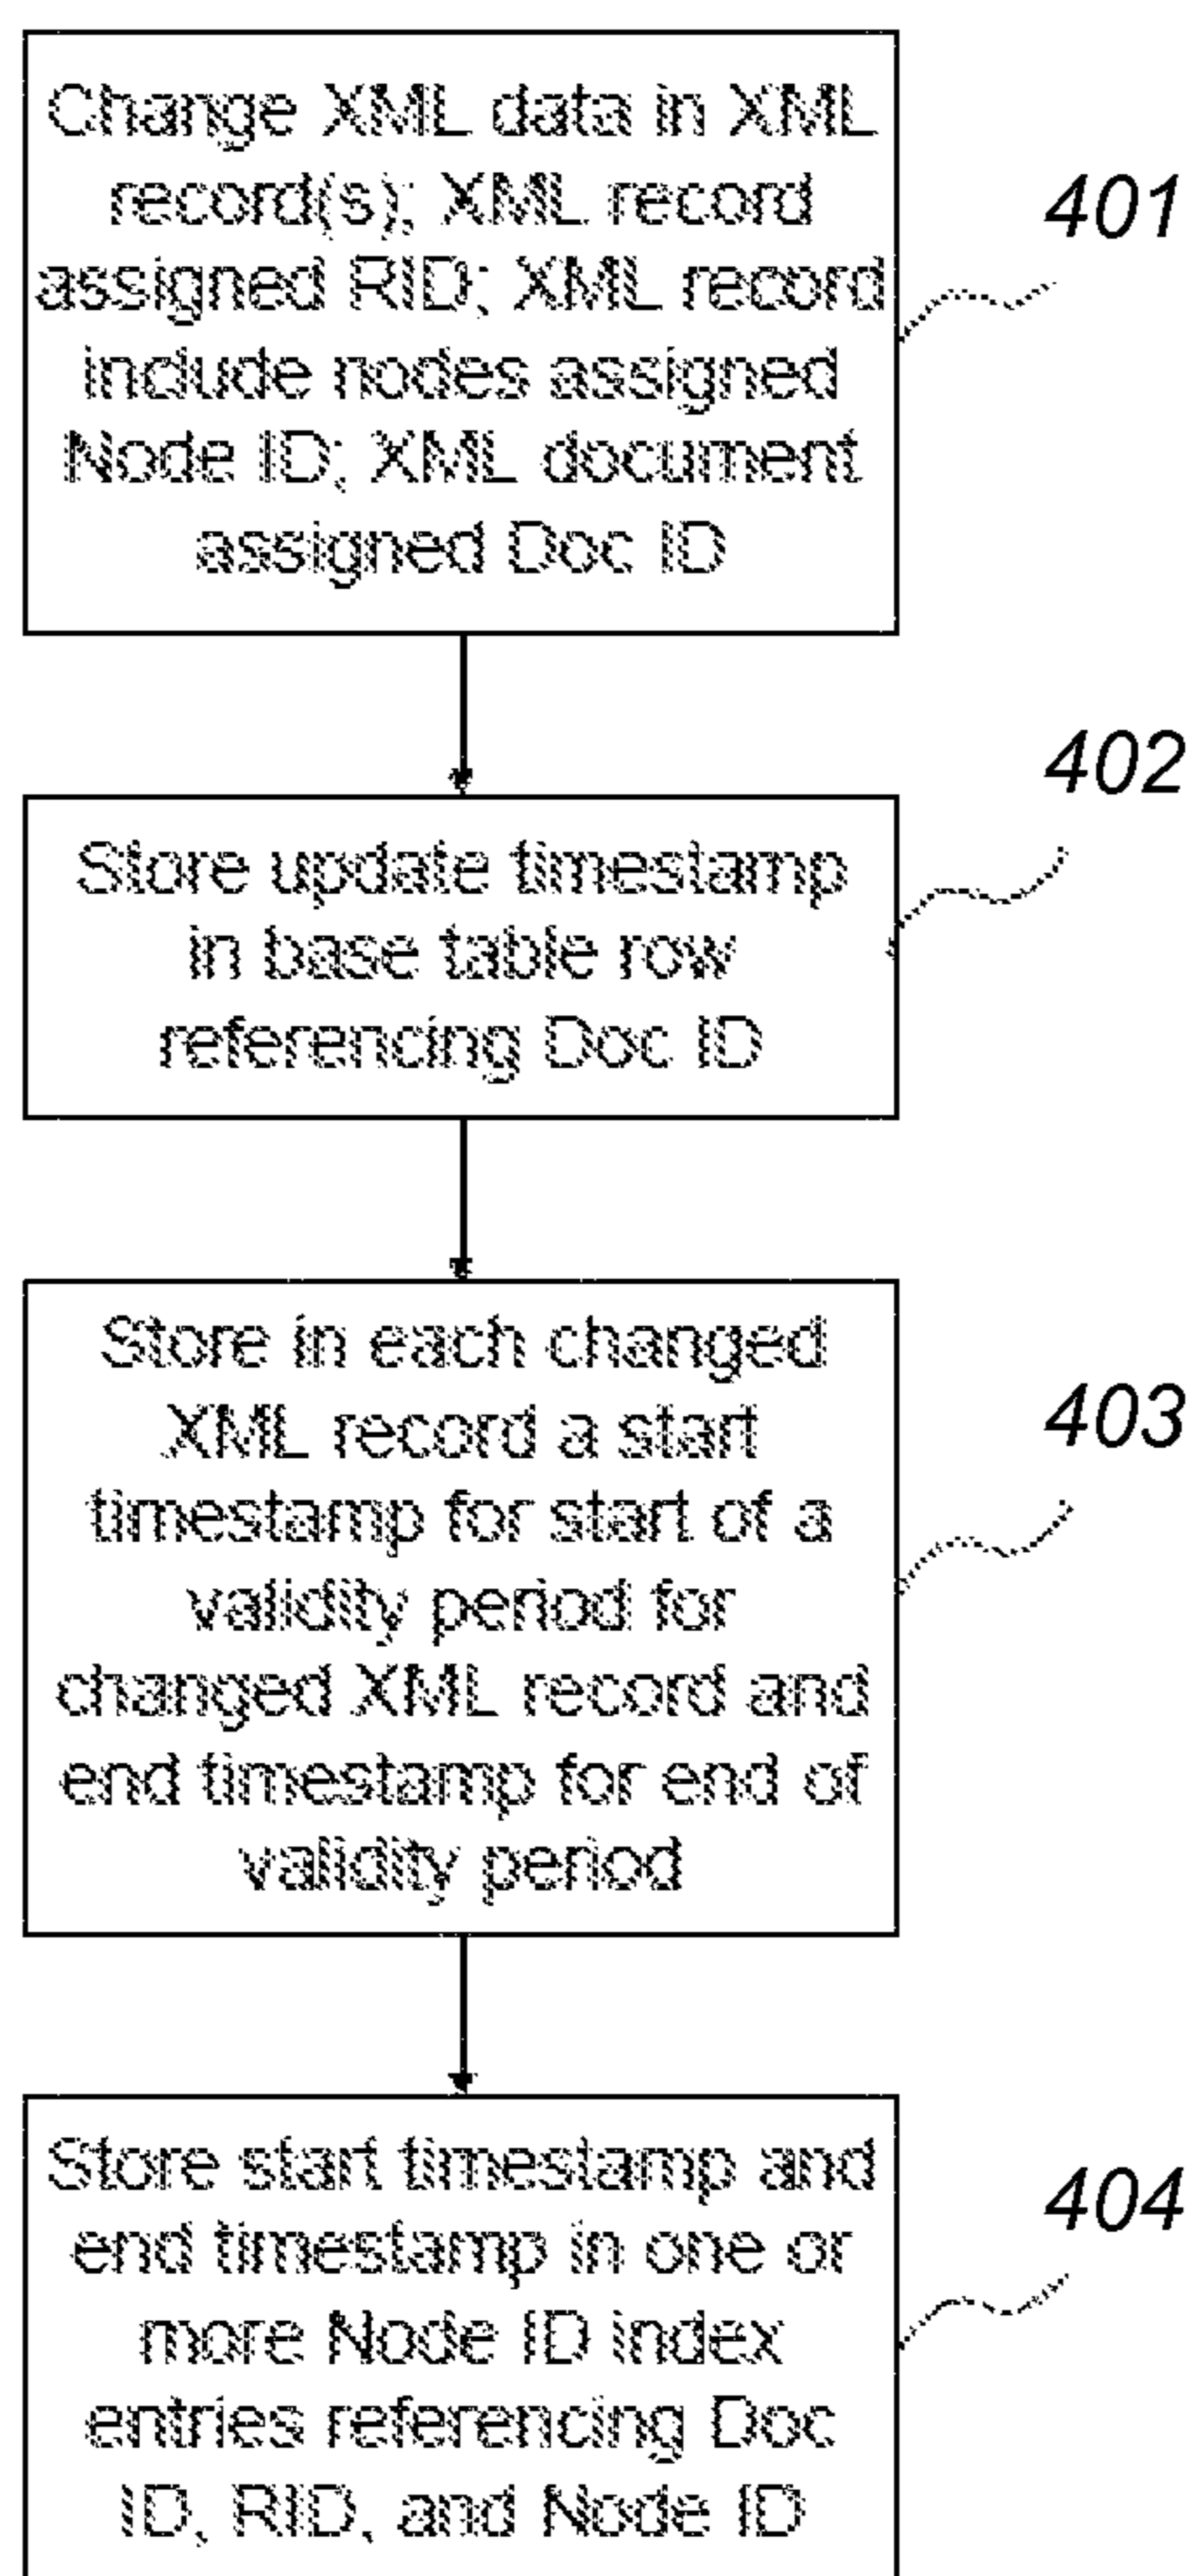 Change XML data in XML
record(s); XML record
assigned RID; XML record
include nodes assigned
Node ID; XML document
assigned Doc ID
401
Store update timestamp
in base table row
referencing Doc ID
402
Store in each changed
XML record a start
timestamp for start of a
validity period for
changed XML record and
end timestamp for end of
validity period
403
Store start timestamp and
end timestamp in one or
more Node ID index
entries referencing Doc
ID, RID, and Node ID
404